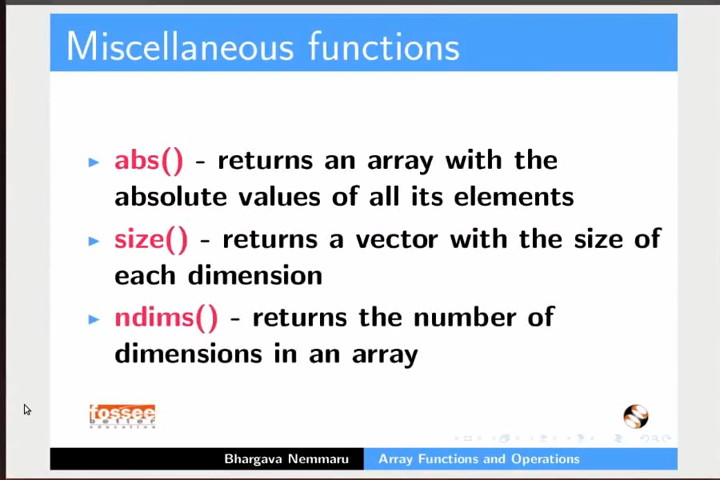 Miscellaneous functions
abs() - returns an array with the
absolute values of all its elements
size() - returns a vector with the size of
each dimension
ndims() - returns the number of
dimensions in an array
fossee
better
education
Bhargava Nemmaru Array Functions and Operations